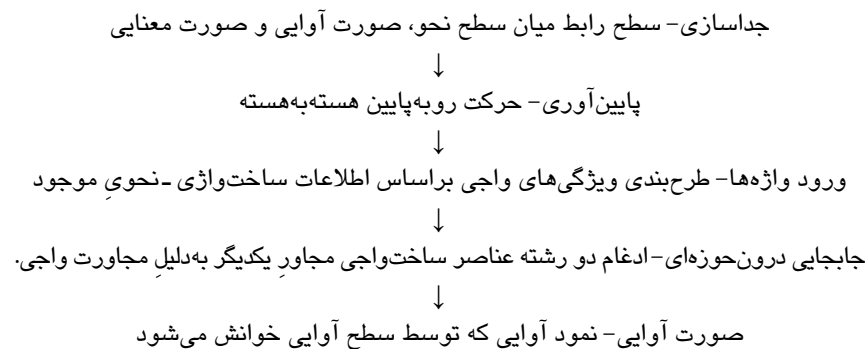 جداسازی- سطح رابط میان سطح نحو، صورت آوایی و صورت معنایی
↓
پایین‌آوری- حرکت روبه‌پایین هسته‌به‌هسته
↓
ورود واژه‌ها- طرح‌بندی ویژگی‌های واجی براساس اطلاعات ساخت‌واژی ـ نحویِ موجود
↓
جابجایی درون‌حوزه‌ای-ادغام دو رشته عناصر ساخت‌واجی مجاورِ یکدیگر به‌دلیلِ مجاورت واجی.
↓
صورت آوایی- نمود آوایی که توسط سطح آوایی خوانش می‌شود